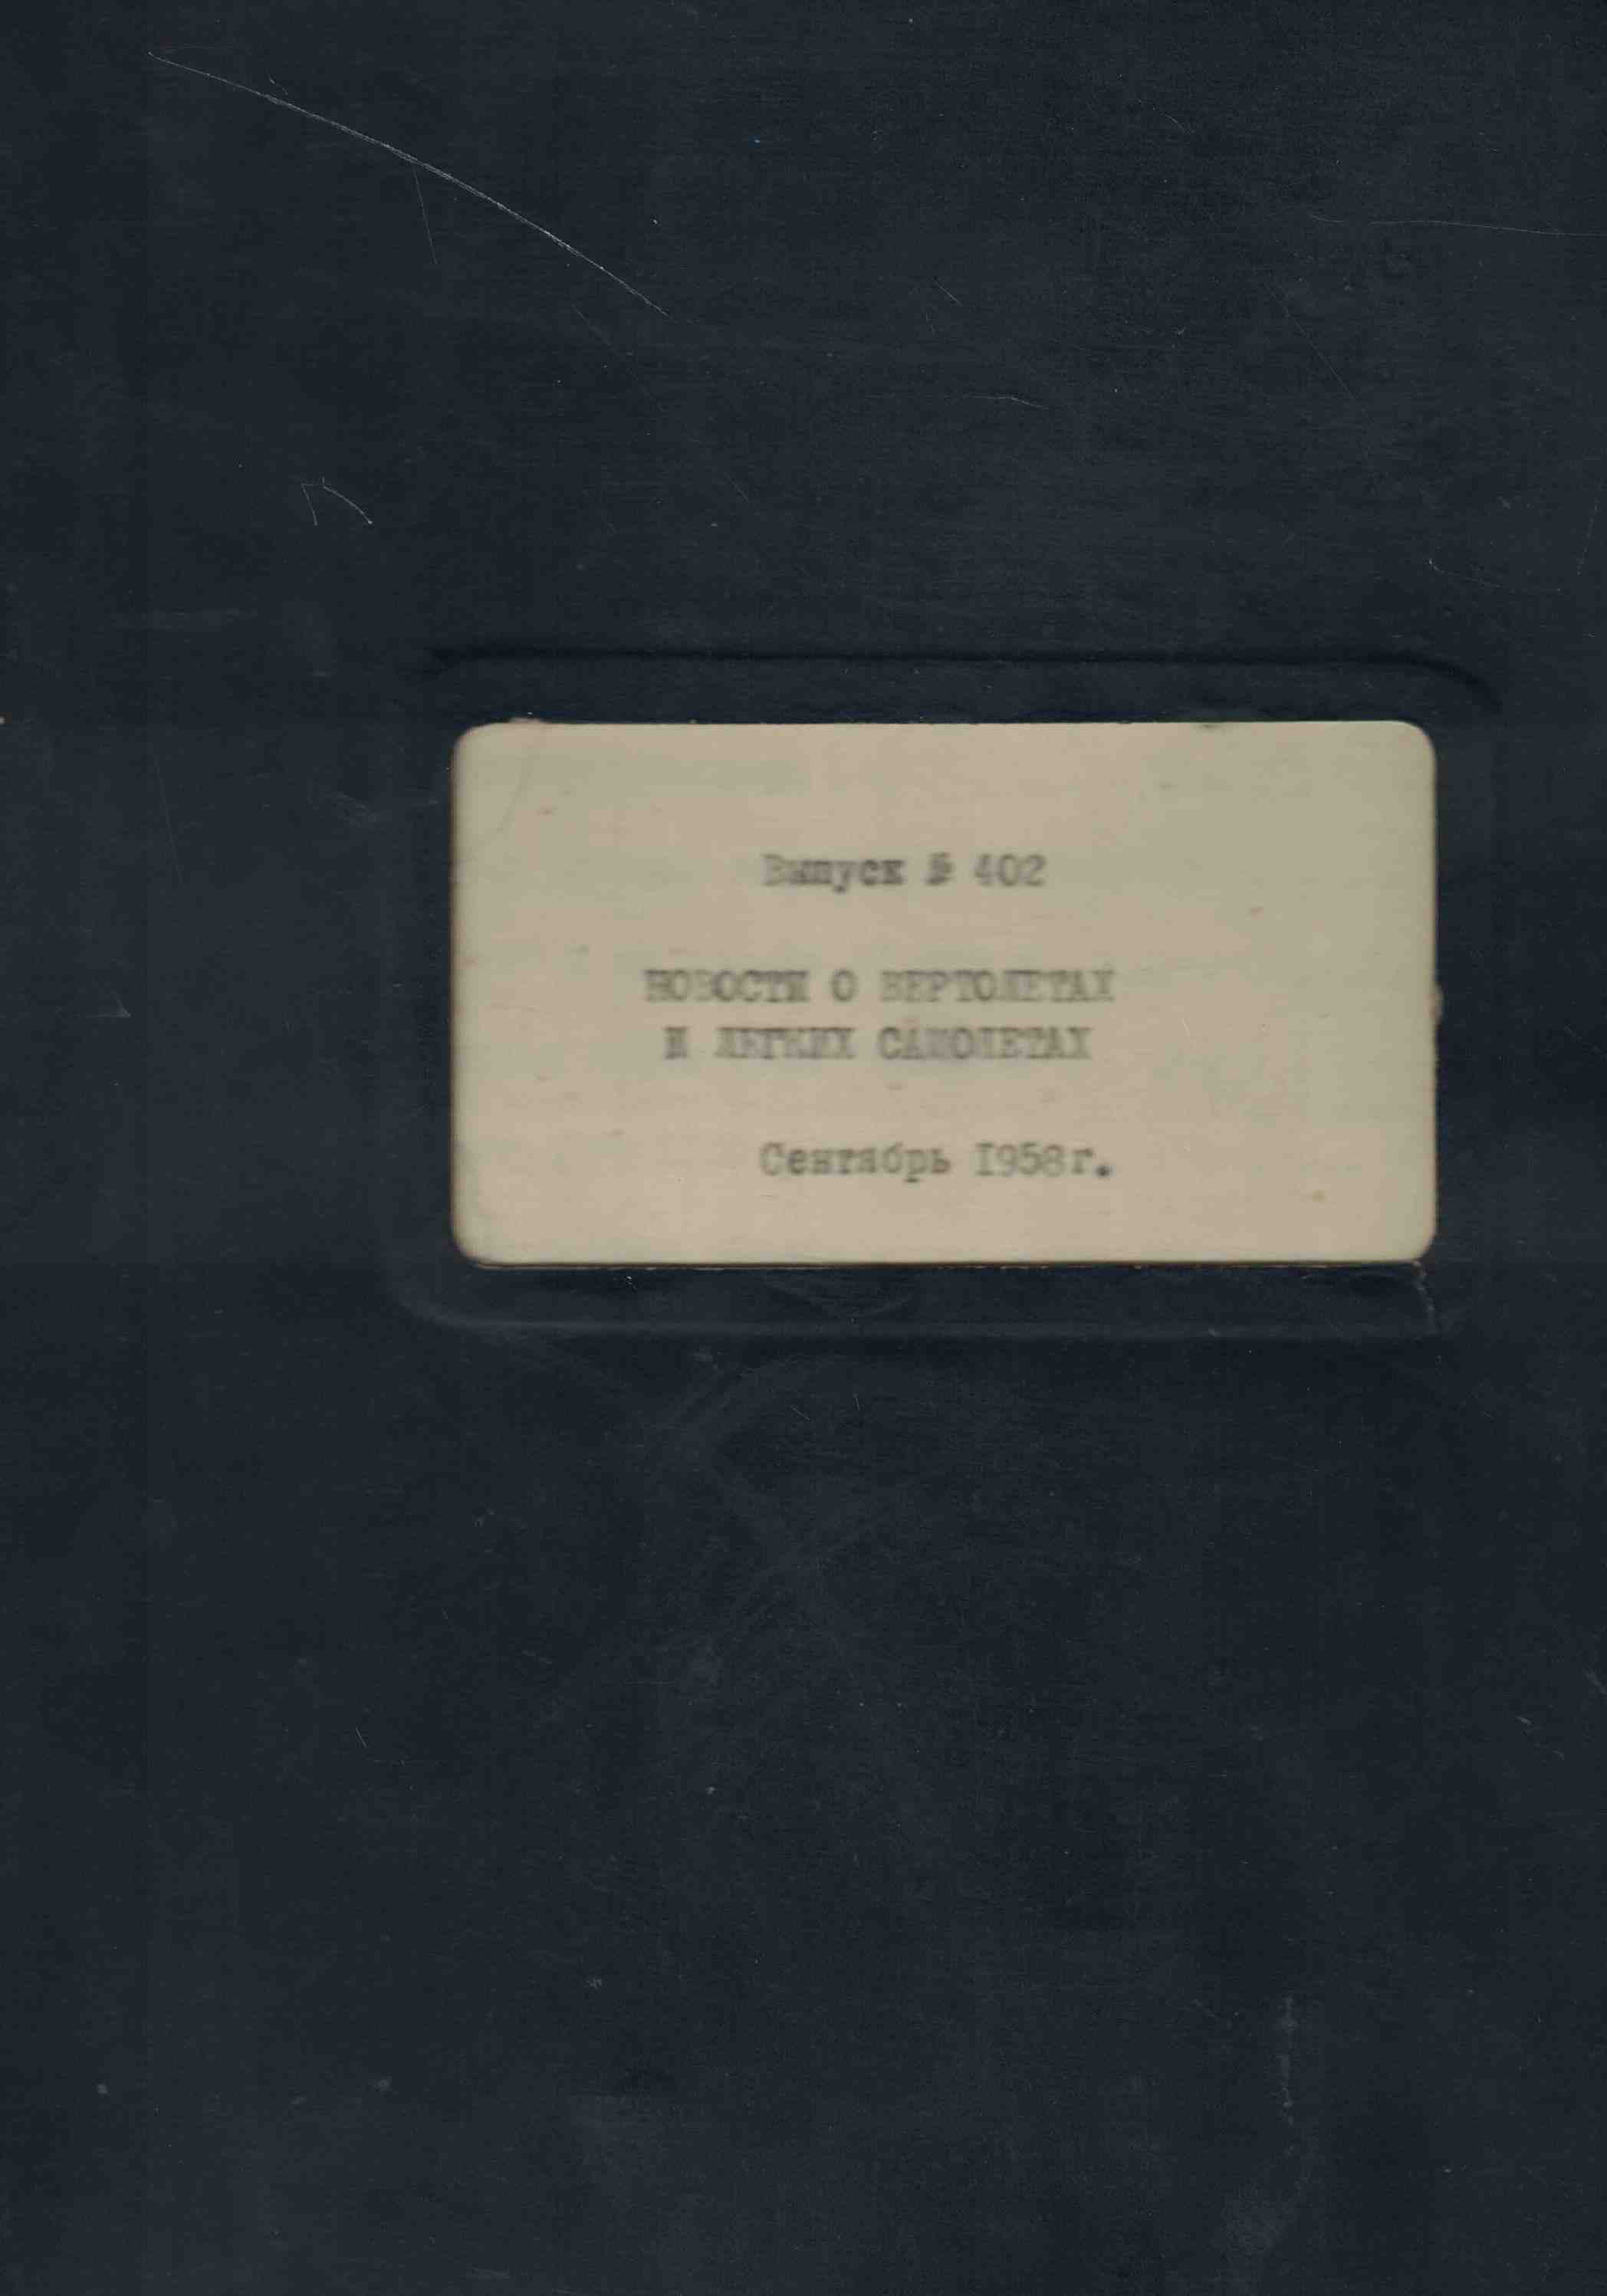 Выпуск № 402
НОВОСТИ О ВЕРТОЛЕТАХ
И ЛЕГКИХ САМОЛЕТАХ
Сентябрь 1958г.